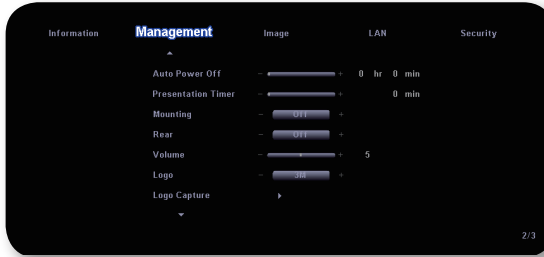 Information Management Image LAN Security
Auto Power Off - + 0 hr 0 min
Presentation Timer - + 0 min
Mounting - Off +
Rear - Off +
Volume - + 5
Logo - 3M +
Logo Capture
2/3